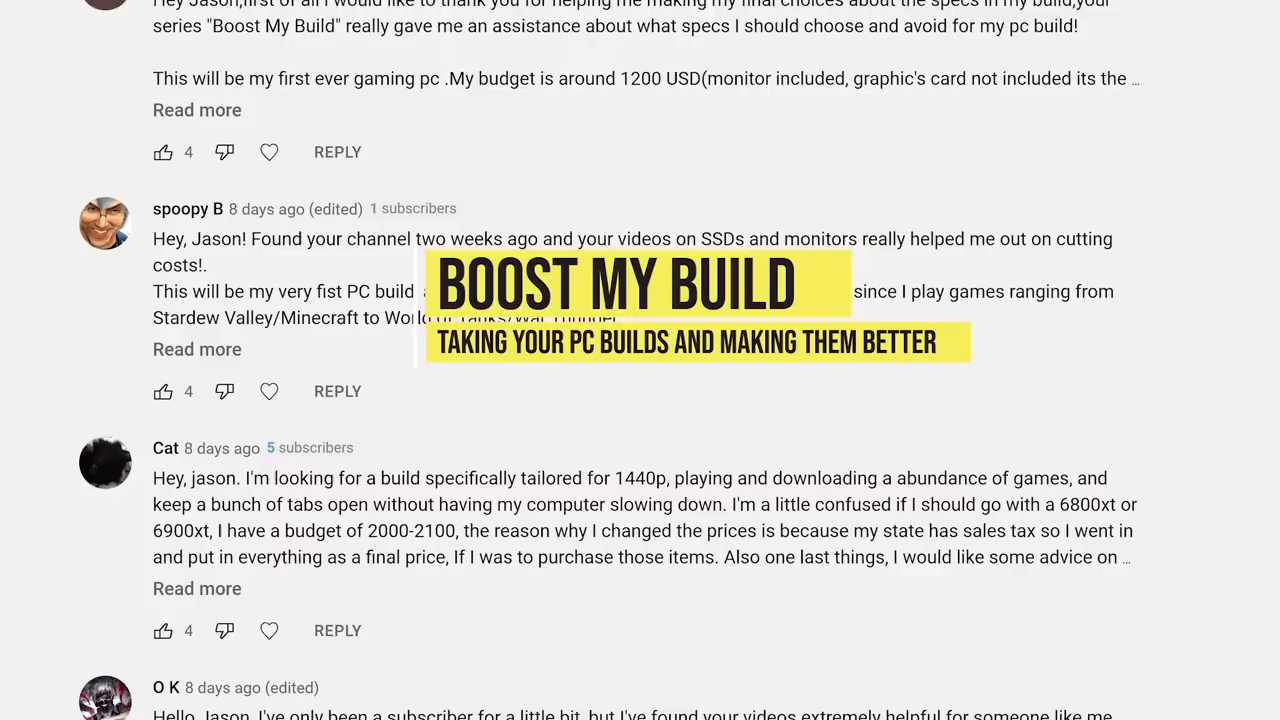 Hey Jason,first of all I would like to thank you for helping me making my final choices about the specs in my build,your
series "Boost My Build" really gave me an assistance about what specs I should choose and avoid for my pc build!
This will be my first ever gaming pc .My budget is around 1200 USD(monitor included, graphic's card not included its the ...
Read more
4 REPLY
spoopy B 8 days ago (edited) 1 subscribers
Hey, Jason! Found your channel two weeks ago and your videos on SSDs and monitors really helped me out on cutting
costs!.
BOOST MY BUILD
This will be my very fist PC build since I play games ranging from
Stardew Valley/Minecraft to World of Tanks/War Thunder
TAKING YOUR PC BUILDS AND MAKING THEM BETTER
Read more
4 REPLY
Cat 8 days ago 5 subscribers
Hey, jason. I'm looking for a build specifically tailored for 1440p, playing and downloading a abundance of games, and
keep a bunch of tabs open without having my computer slowing down. I'm a little confused if I should go with a 6800xt or
6900xt, I have a budget of 2000-2100, the reason why I changed the prices is because my state has sales tax so I went in
and put in everything as a final price, If I was to purchase those items. Also one last things, I would like some advice on ...
Read more
4 REPLY
O K 8 days ago (edited)
Hello, Jason, I've only been a subscriber for a little bit, but I've found your videos extremely helpful for someone like me